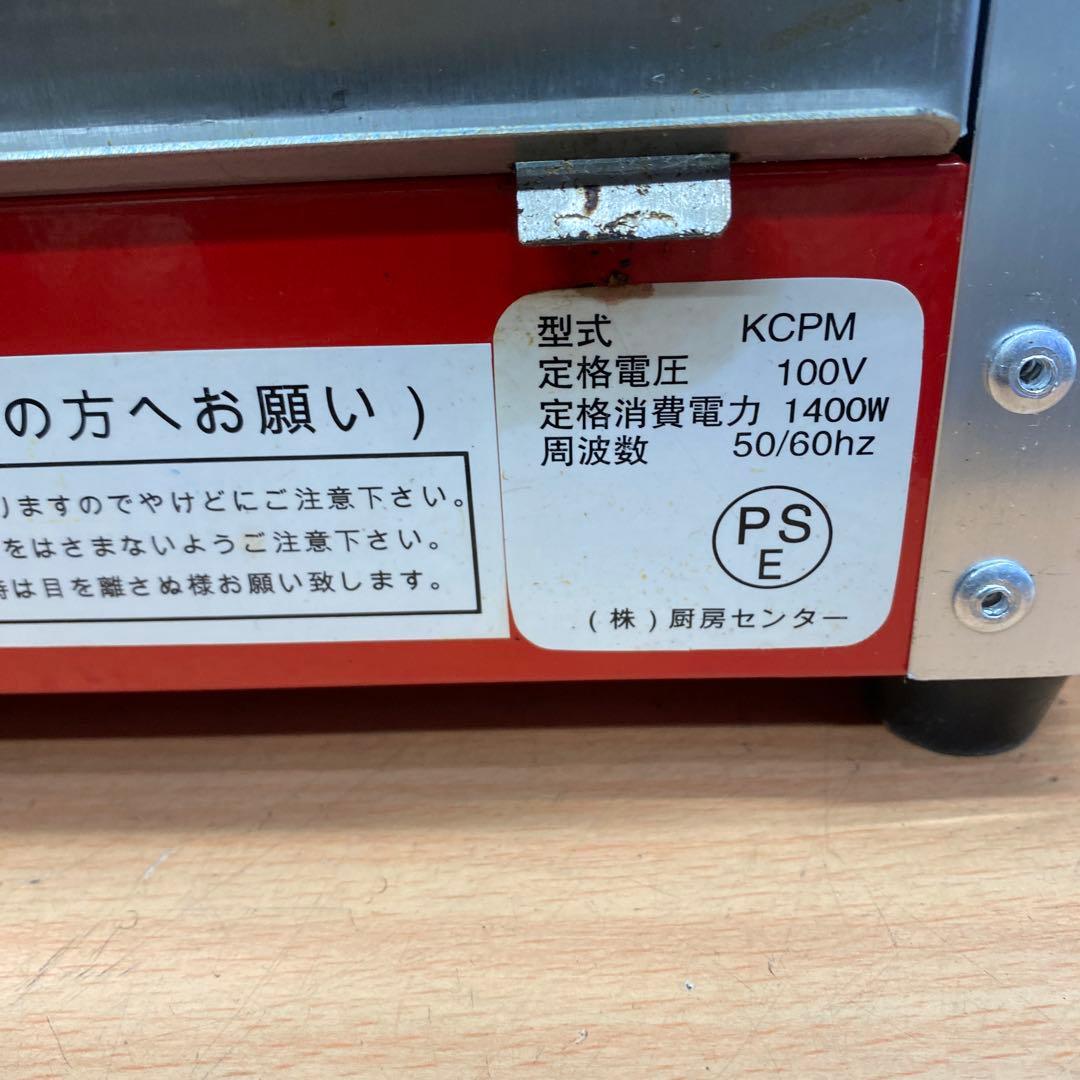 の方へお願い)
りますのでやけどにご注意下さい。
をはさまないようご注意下さい。
時は目を離さぬ様お願い致します。
型式 KCPM
定格電圧 100V
定格消費電力 1400W
周波数 50/60hz
PS
E
(株)厨房センター